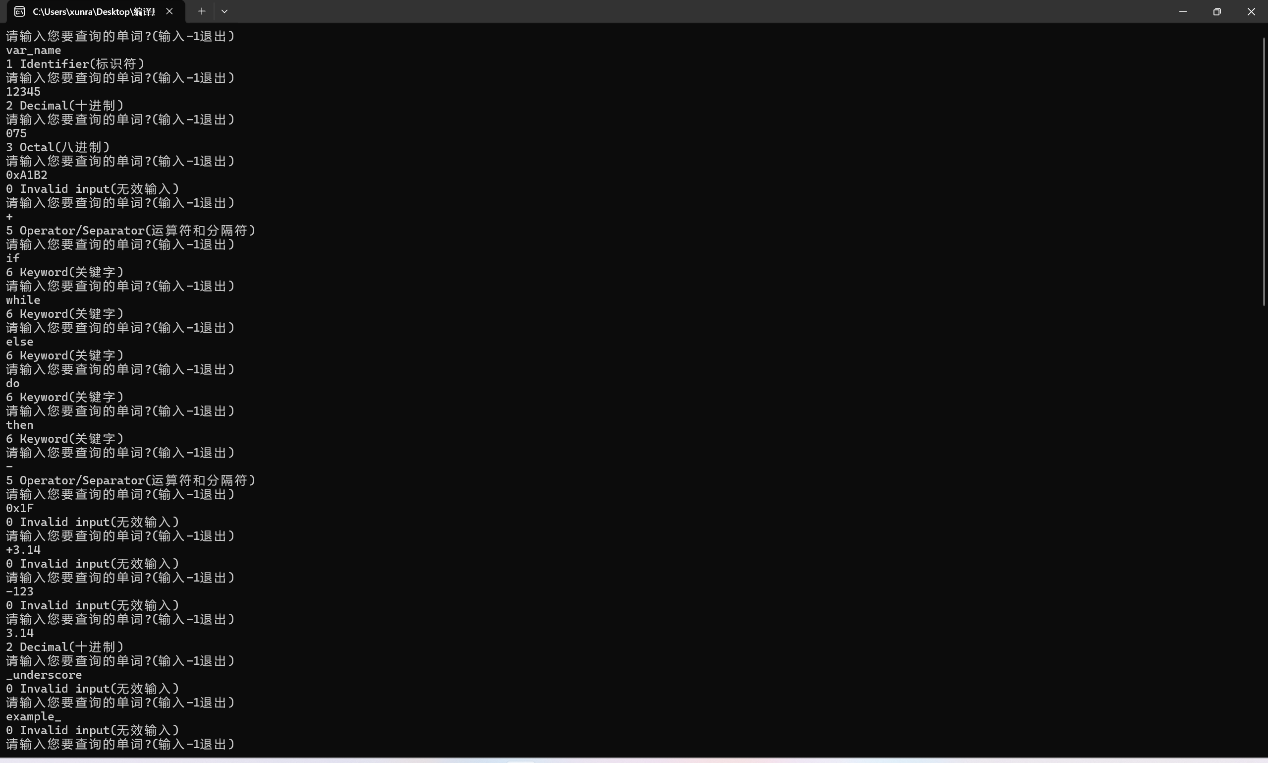 C:\Users\xunra\Desktop\编译
请输入您要查询的单词?(输入-1退出)
var_name
1 Identifier(标识符)
请输入您要查询的单词?(输入-1退出)
12345
2 Decimal(十进制)
请输入您要查询的单词?(输入-1退出)
075
3 Octal(八进制)
请输入您要查询的单词?(输入-1退出)
0xA1B2
0 Invalid input(无效输入)
请输入您要查询的单词?(输入-1退出)
+
5 Operator/Separator(运算符和分隔符)
请输入您要查询的单词?(输入-1退出)
if
6 Keyword(关键字)
请输入您要查询的单词?(输入-1退出)
while
6 Keyword(关键字)
请输入您要查询的单词?(输入-1退出)
else
6 Keyword(关键字)
请输入您要查询的单词?(输入-1退出)
do
6 Keyword(关键字)
请输入您要查询的单词?(输入-1退出)
then
6 Keyword(关键字)
请输入您要查询的单词?(输入-1退出)
-
5 Operator/Separator(运算符和分隔符)
请输入您要查询的单词?(输入-1退出)
0x1F
0 Invalid input(无效输入)
请输入您要查询的单词?(输入-1退出)
+3.14
0 Invalid input(无效输入)
请输入您要查询的单词?(输入-1退出)
-123
0 Invalid input(无效输入)
请输入您要查询的单词?(输入-1退出)
3.14
2 Decimal(十进制)
请输入您要查询的单词?(输入-1退出)
_underscore
0 Invalid input(无效输入)
请输入您要查询的单词?(输入-1退出)
example_
0 Invalid input(无效输入)
请输入您要查询的单词?(输入-1退出)